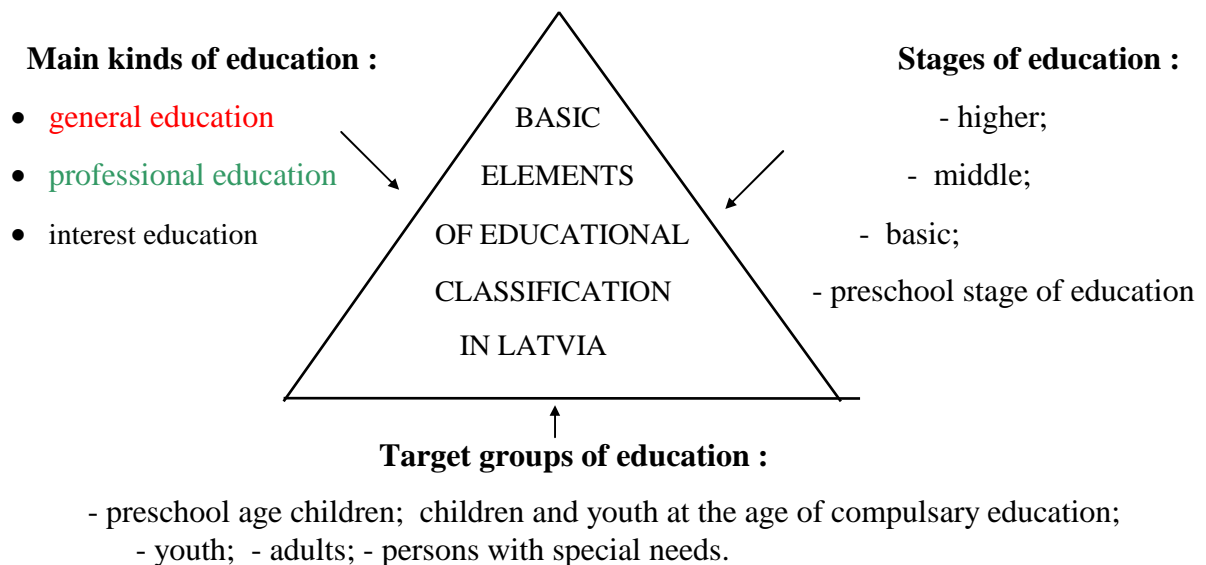 Main kinds of education :
• general education
• professional education
• interest education
BASIC
ELEMENTS
OF EDUCATIONAL
CLASSIFICATION
IN LATVIA
Stages of education :
- higher;
- middle;
- basic;
- preschool stage of education
Target groups of education :
- preschool age children; children and youth at the age of compulsary education;
- youth; - adults; - persons with special needs.